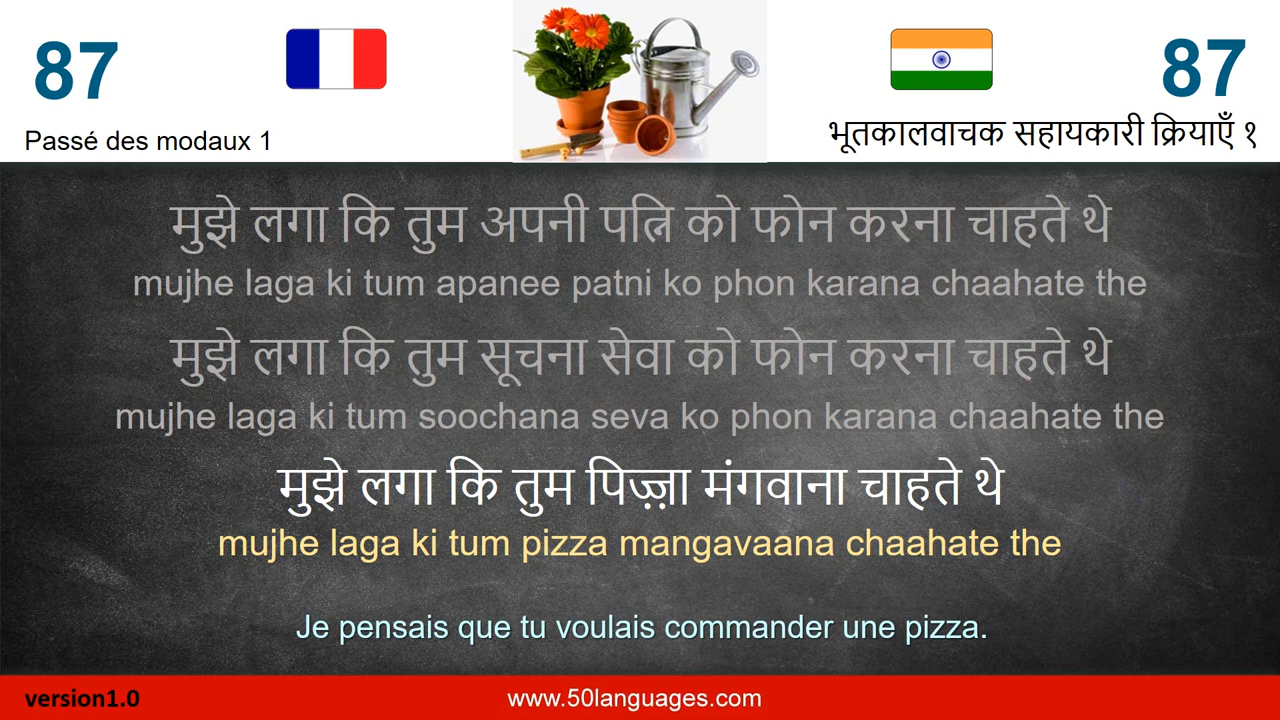 87
87
Passé des modaux 1
भूतकालवाचक सहायकारी क्रियाएँ १
मुझे लगा कि तुम अपनी पत्नि को फोन करना चाहते थे
mujhe laga ki tum apanee patni ko phon karana chaahate the
मुझे लगा कि तुम सूचना सेवा को फोन करना चाहते थे
mujhe laga ki tum soochana seva ko phon karana chaahate the
मुझे लगा कि तुम पिज़्ज़ा मंगवाना चाहते थे
mujhe laga ki tum pizza mangavaana chaahate the
Je pensais que tu voulais commander une pizza.
version1.0
www.50languages.com